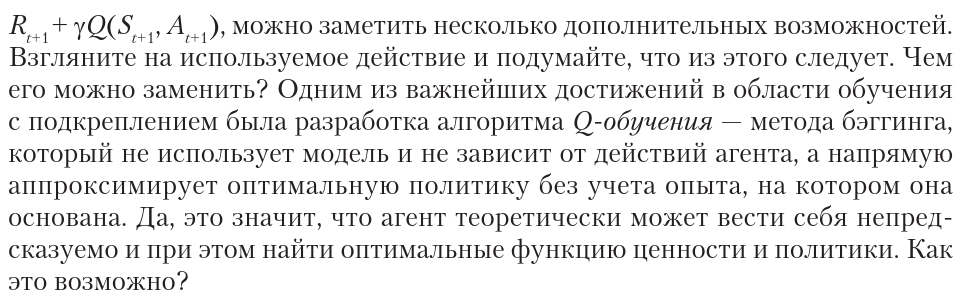 R_{t+1} + γQ(S_{t+1}, A_{t+1}), можно заметить несколько дополнительных возможностей.
Взгляните на используемое действие и подумайте, что из этого следует. Чем
его можно заменить? Одним из важнейших достижений в области обучения
с подкреплением была разработка алгоритма Q-обучения — метода бэггинга,
который не использует модель и не зависит от действий агента, а напрямую
аппроксимирует оптимальную политику без учета опыта, на котором она
основана. Да, это значит, что агент теоретически может вести себя непред-
сказуемо и при этом найти оптимальные функцию ценности и политики. Как
это возможно?